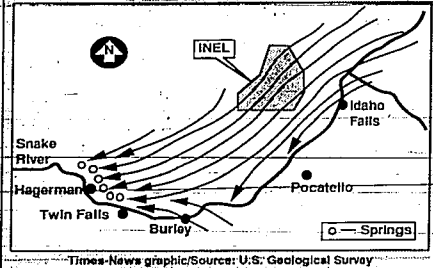 N
INEL
Idaho
Falls
Snake
River
Hagerman
Pocatello
Twin Falls
Burley
Springs
Times-News graphic/Source: U.S. Geological Survey